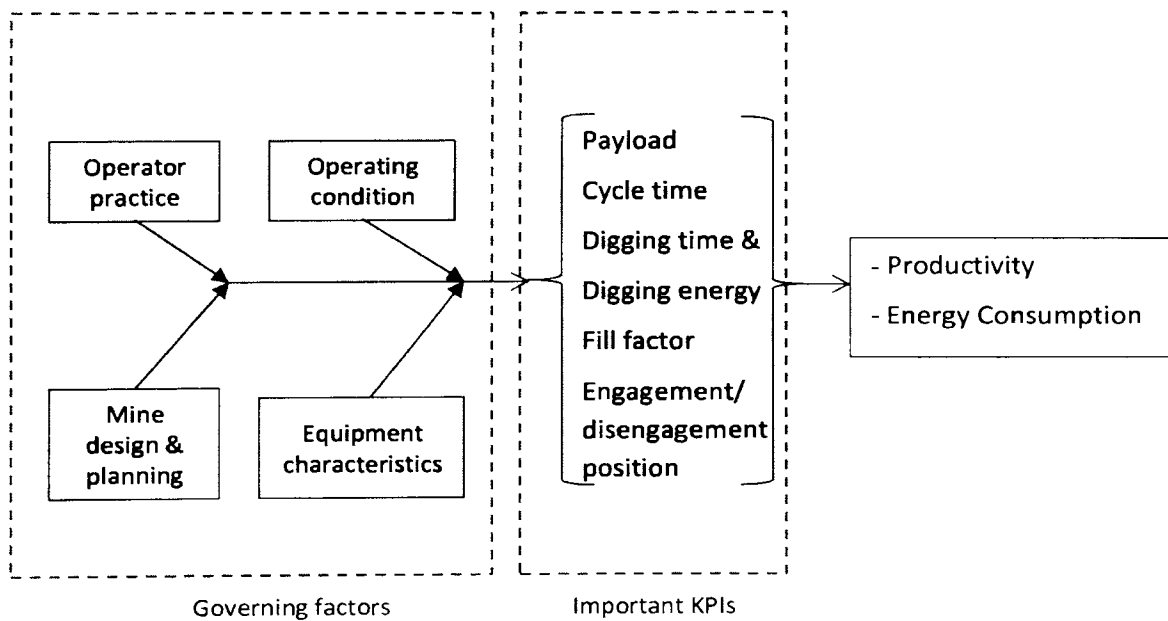 Operator
practice
Operating
condition
Mine
design &
planning
Equipment
characteristics
Payload
Cycle time
Digging time &
Digging energy
Fill factor
Engagement/
disengagement
position
- Productivity
- Energy Consumption
Governing factors
Important KPIs